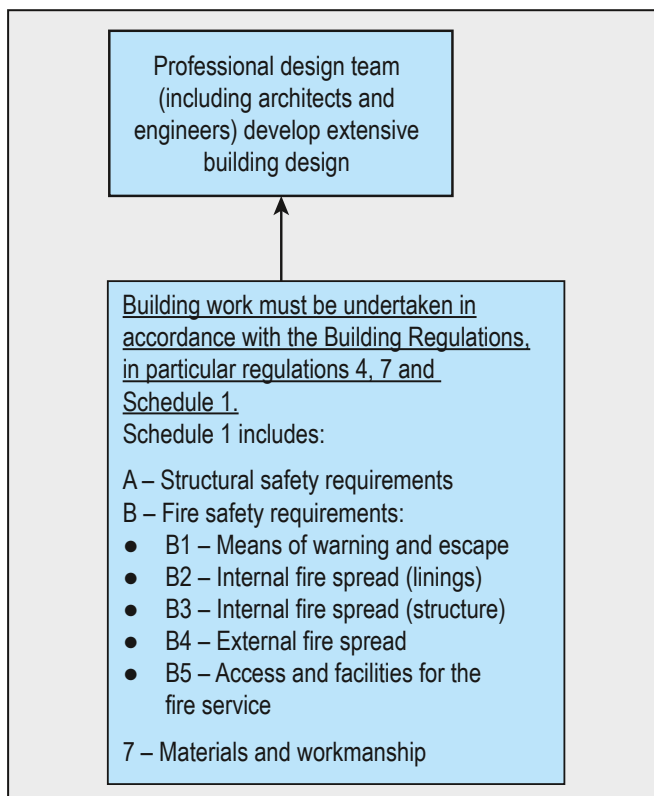 Professional design team
(including architects and
engineers) develop extensive
building design
Building work must be undertaken in
accordance with the Building Regulations,
in particular regulations 4, 7 and
Schedule 1.
Schedule 1 includes:
A – Structural safety requirements
B – Fire safety requirements:
● B1 – Means of warning and escape
● B2 – Internal fire spread (linings)
● B3 – Internal fire spread (structure)
● B4 – External fire spread
● B5 – Access and facilities for the
fire service
7 – Materials and workmanship